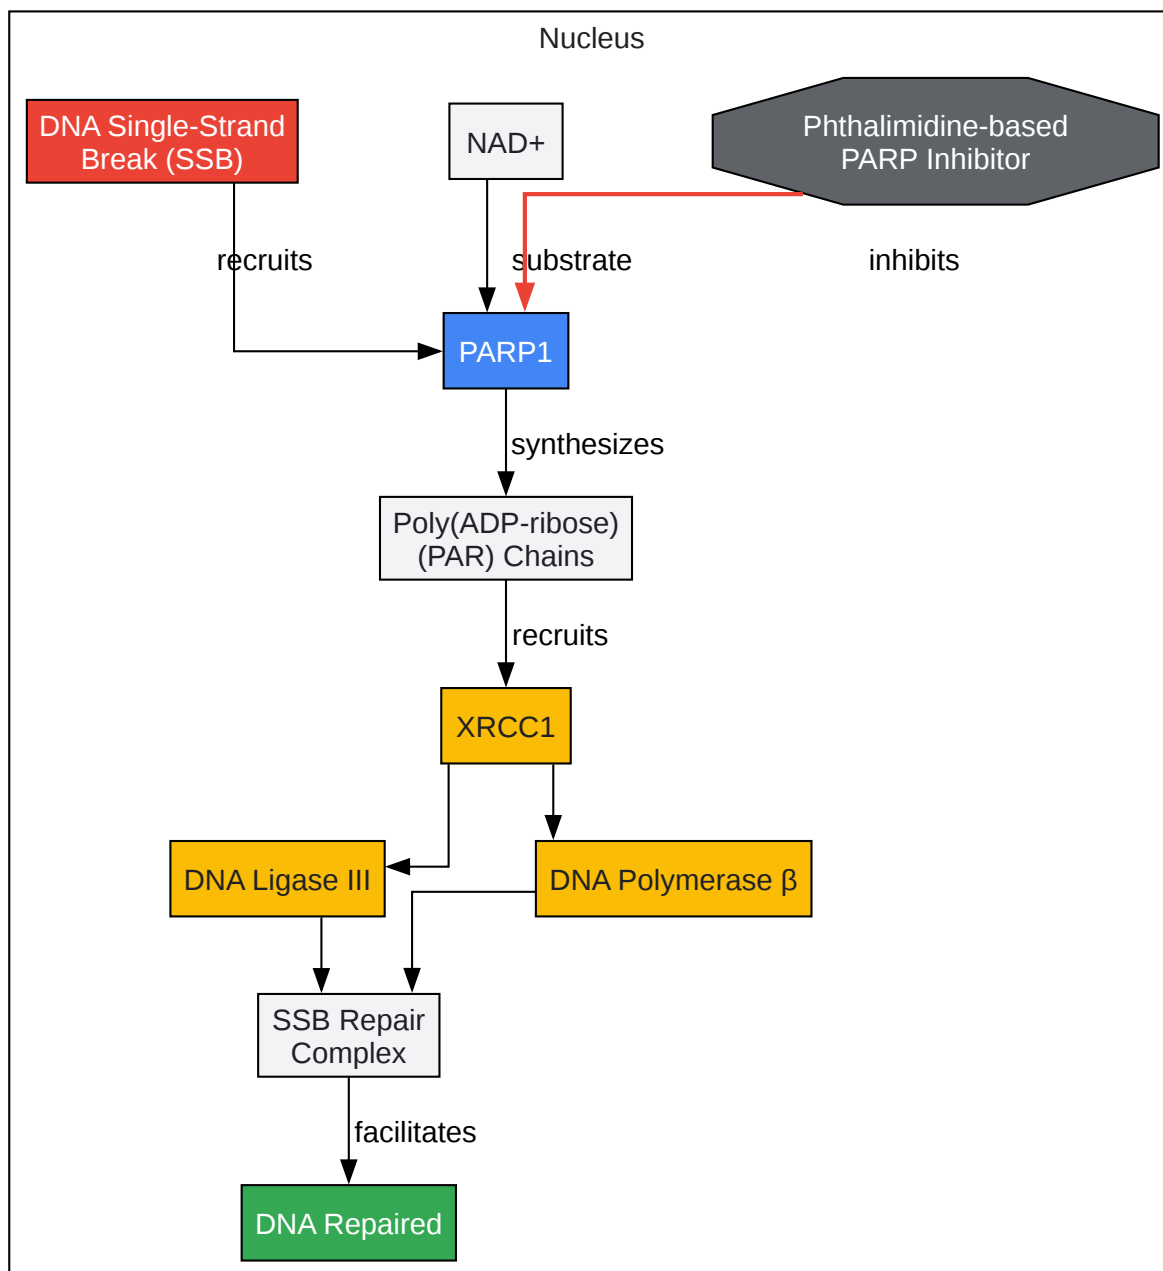 Nucleus
DNA Single-Strand
Break (SSB)
NAD+
Phthalimidine-based
PARP Inhibitor
recruits
substrate
inhibits
PARP1
synthesizes
Poly(ADP-ribose)
(PAR) Chains
recruits
XRCC1
DNA Ligase III
DNA Polymerase β
SSB Repair
Complex
facilitates
DNA Repaired